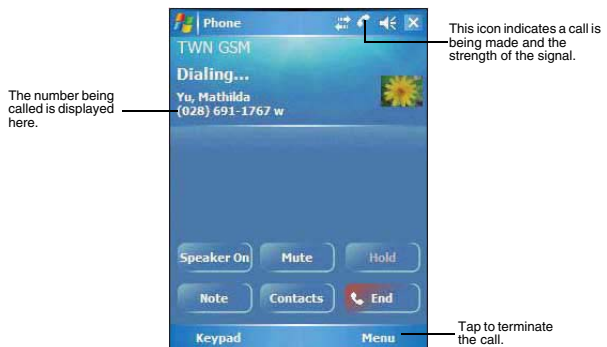 Phone
This icon indicates a call is
being made and the
strength of the signal.
TWN GSM
Dialing...
Yu, Mathilda
(028) 691-1767 w
The number being
called is displayed
here.
Speaker On Mute Hold
Note Contacts End
Keypad Menu
Tap to terminate
the call.